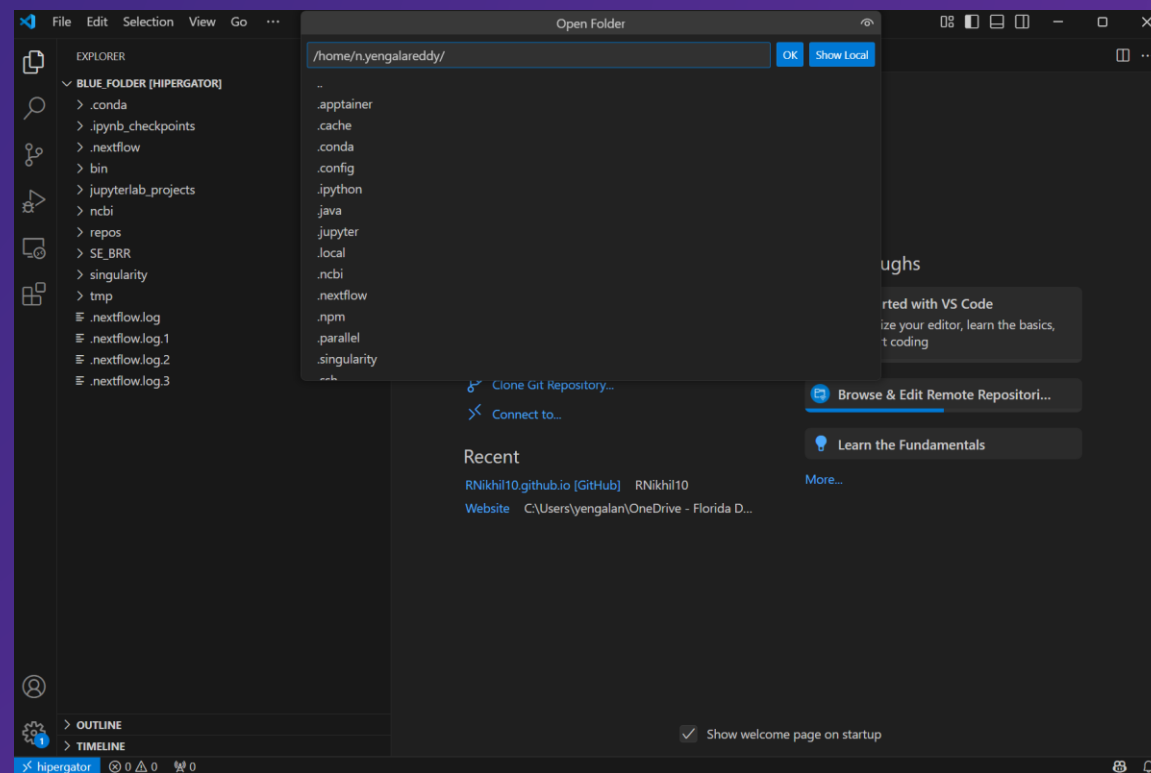 File Edit Selection View Go ···
Open Folder
EXPLORER
/home/n.yengalareddy/
OK
Show Local
BLUE_FOLDER [HIPERGATOR]
.conda
.ipynb_checkpoints
.nextflow
bin
jupyterlab_projects
ncbi
repos
SE_BRR
singularity
tmp
.nextflow.log
.nextflow.log.1
.nextflow.log.2
.nextflow.log.3
..
.apptainer
.cache
.conda
.config
.ipython
.java
.jupyter
.local
.ncbi
.nextflow
.npm
.parallel
.singularity
Clone Git Repository...
Connect to...
Recent
RNikhil10.github.io [GitHub] RNikhil10
Website C:\Users\yengalan\OneDrive - Florida D...
ughs
rted with VS Code
ize your editor, learn the basics,
t coding
Browse & Edit Remote Repositori...
Learn the Fundamentals
More...
Show welcome page on startup
OUTLINE
TIMELINE
1
hipergator 0 0 0